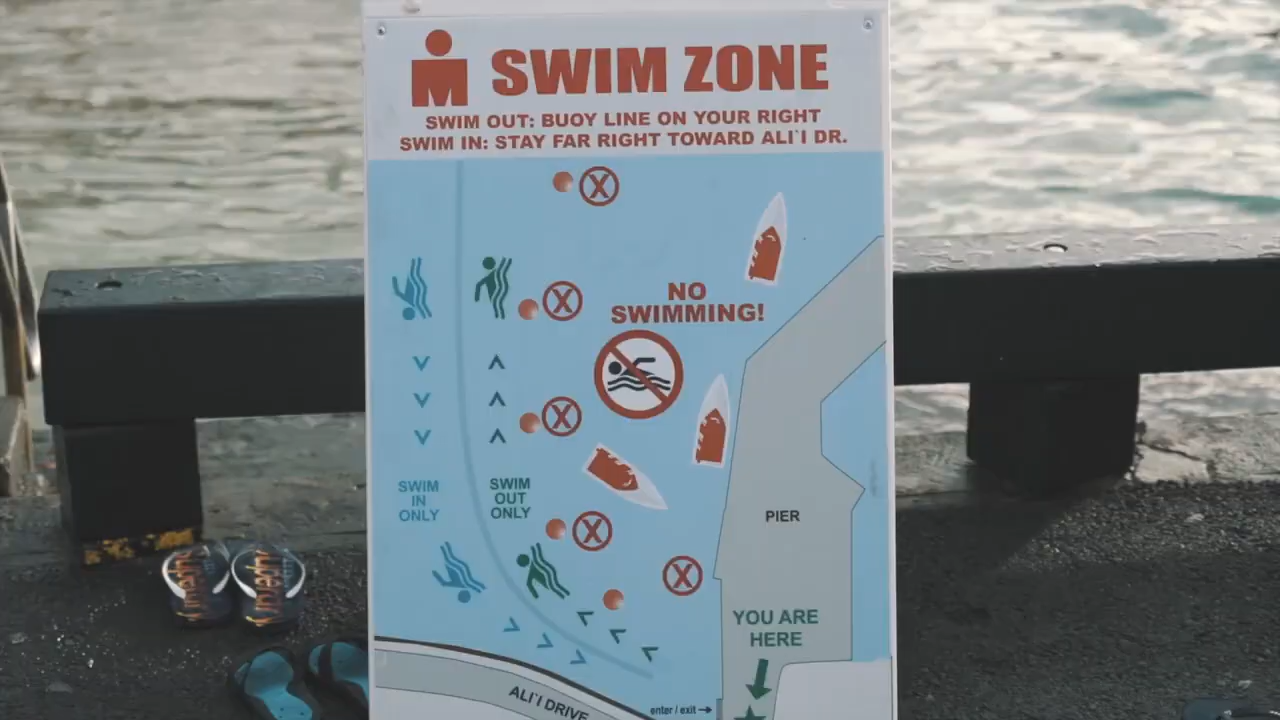 SWIM ZONE
SWIM OUT: BUOY LINE ON YOUR RIGHT
SWIM IN: STAY FAR RIGHT TOWARD ALI`I DR.
X
X
NO
SWIMMING!
X
SWIM
IN
ONLY
SWIM
OUT
ONLY
X
PIER
X
YOU ARE
HERE
ALI`I DRIVE
enter / exit